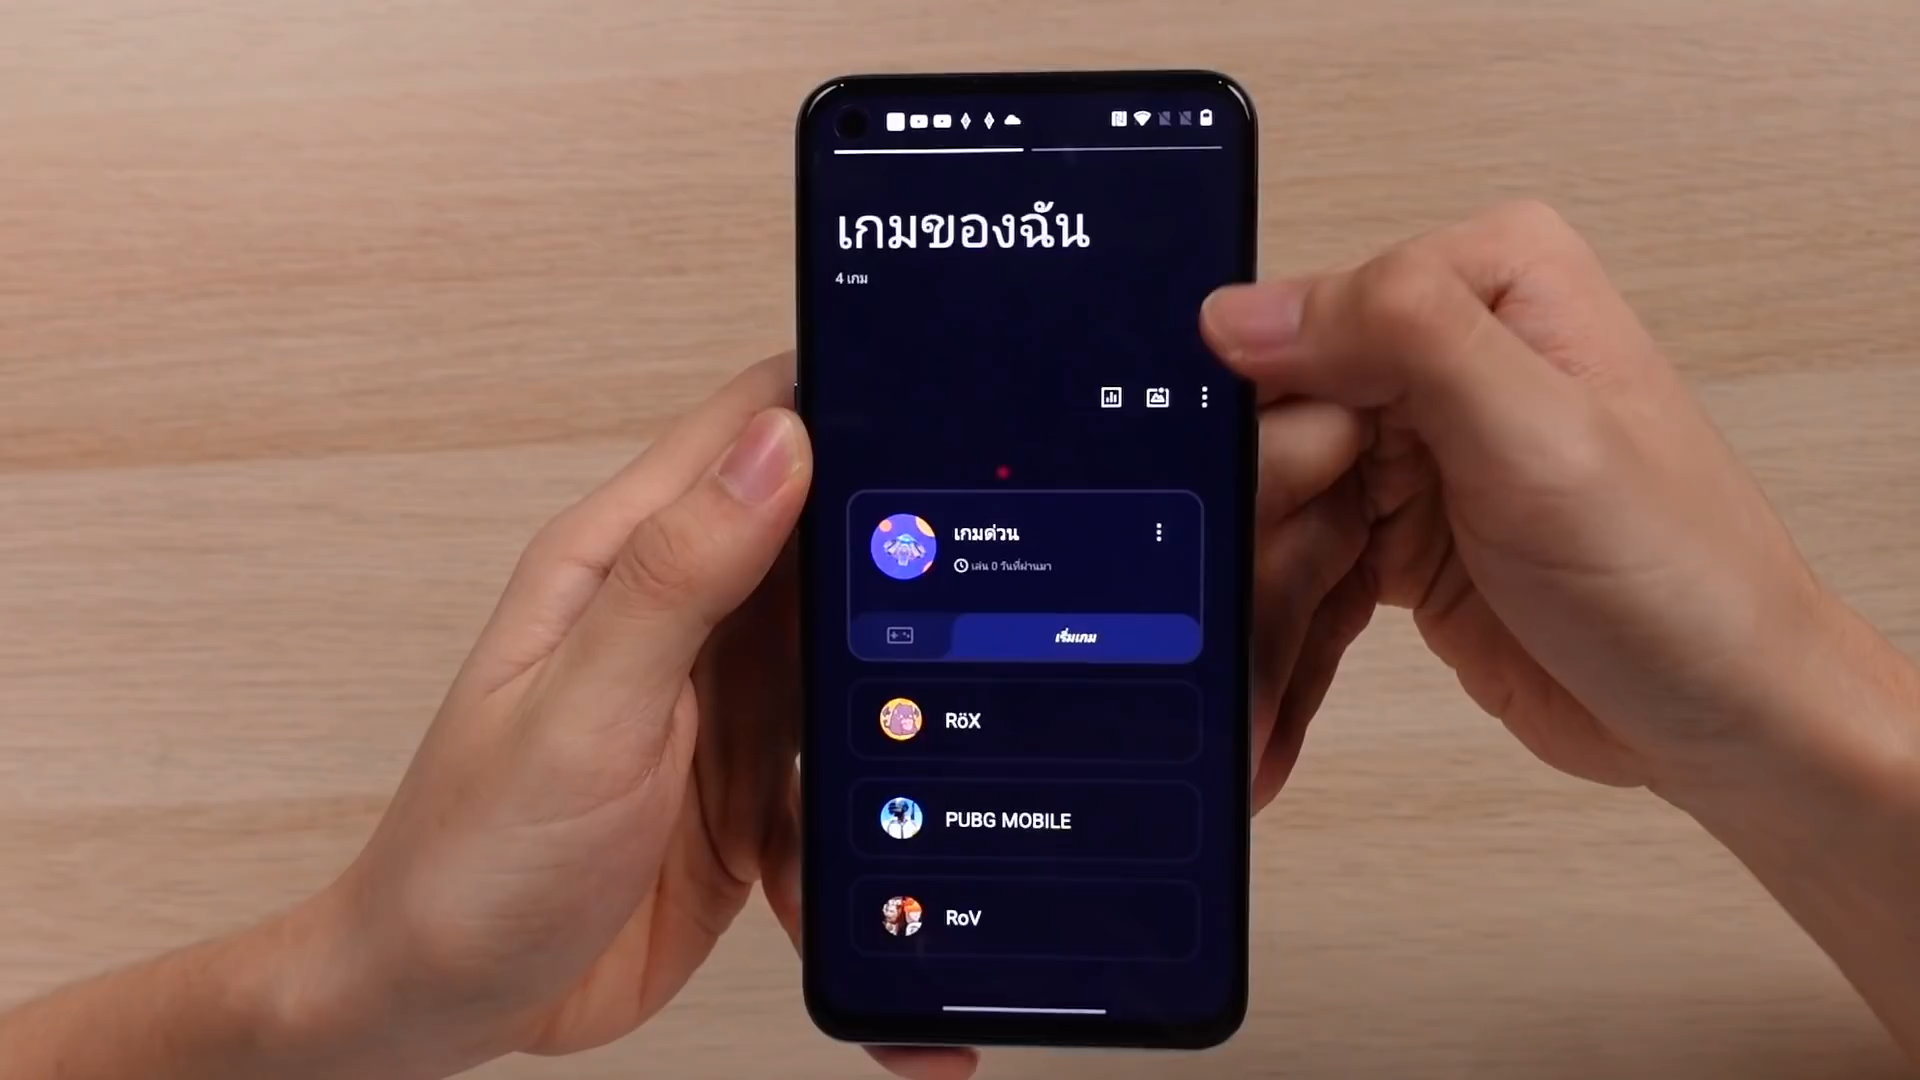 เกมของฉัน
4 เกม
เกมด่วน
เล่น 0 วันที่ผ่านมา
เริ่มเกม
RöX
PUBG MOBILE
RoV